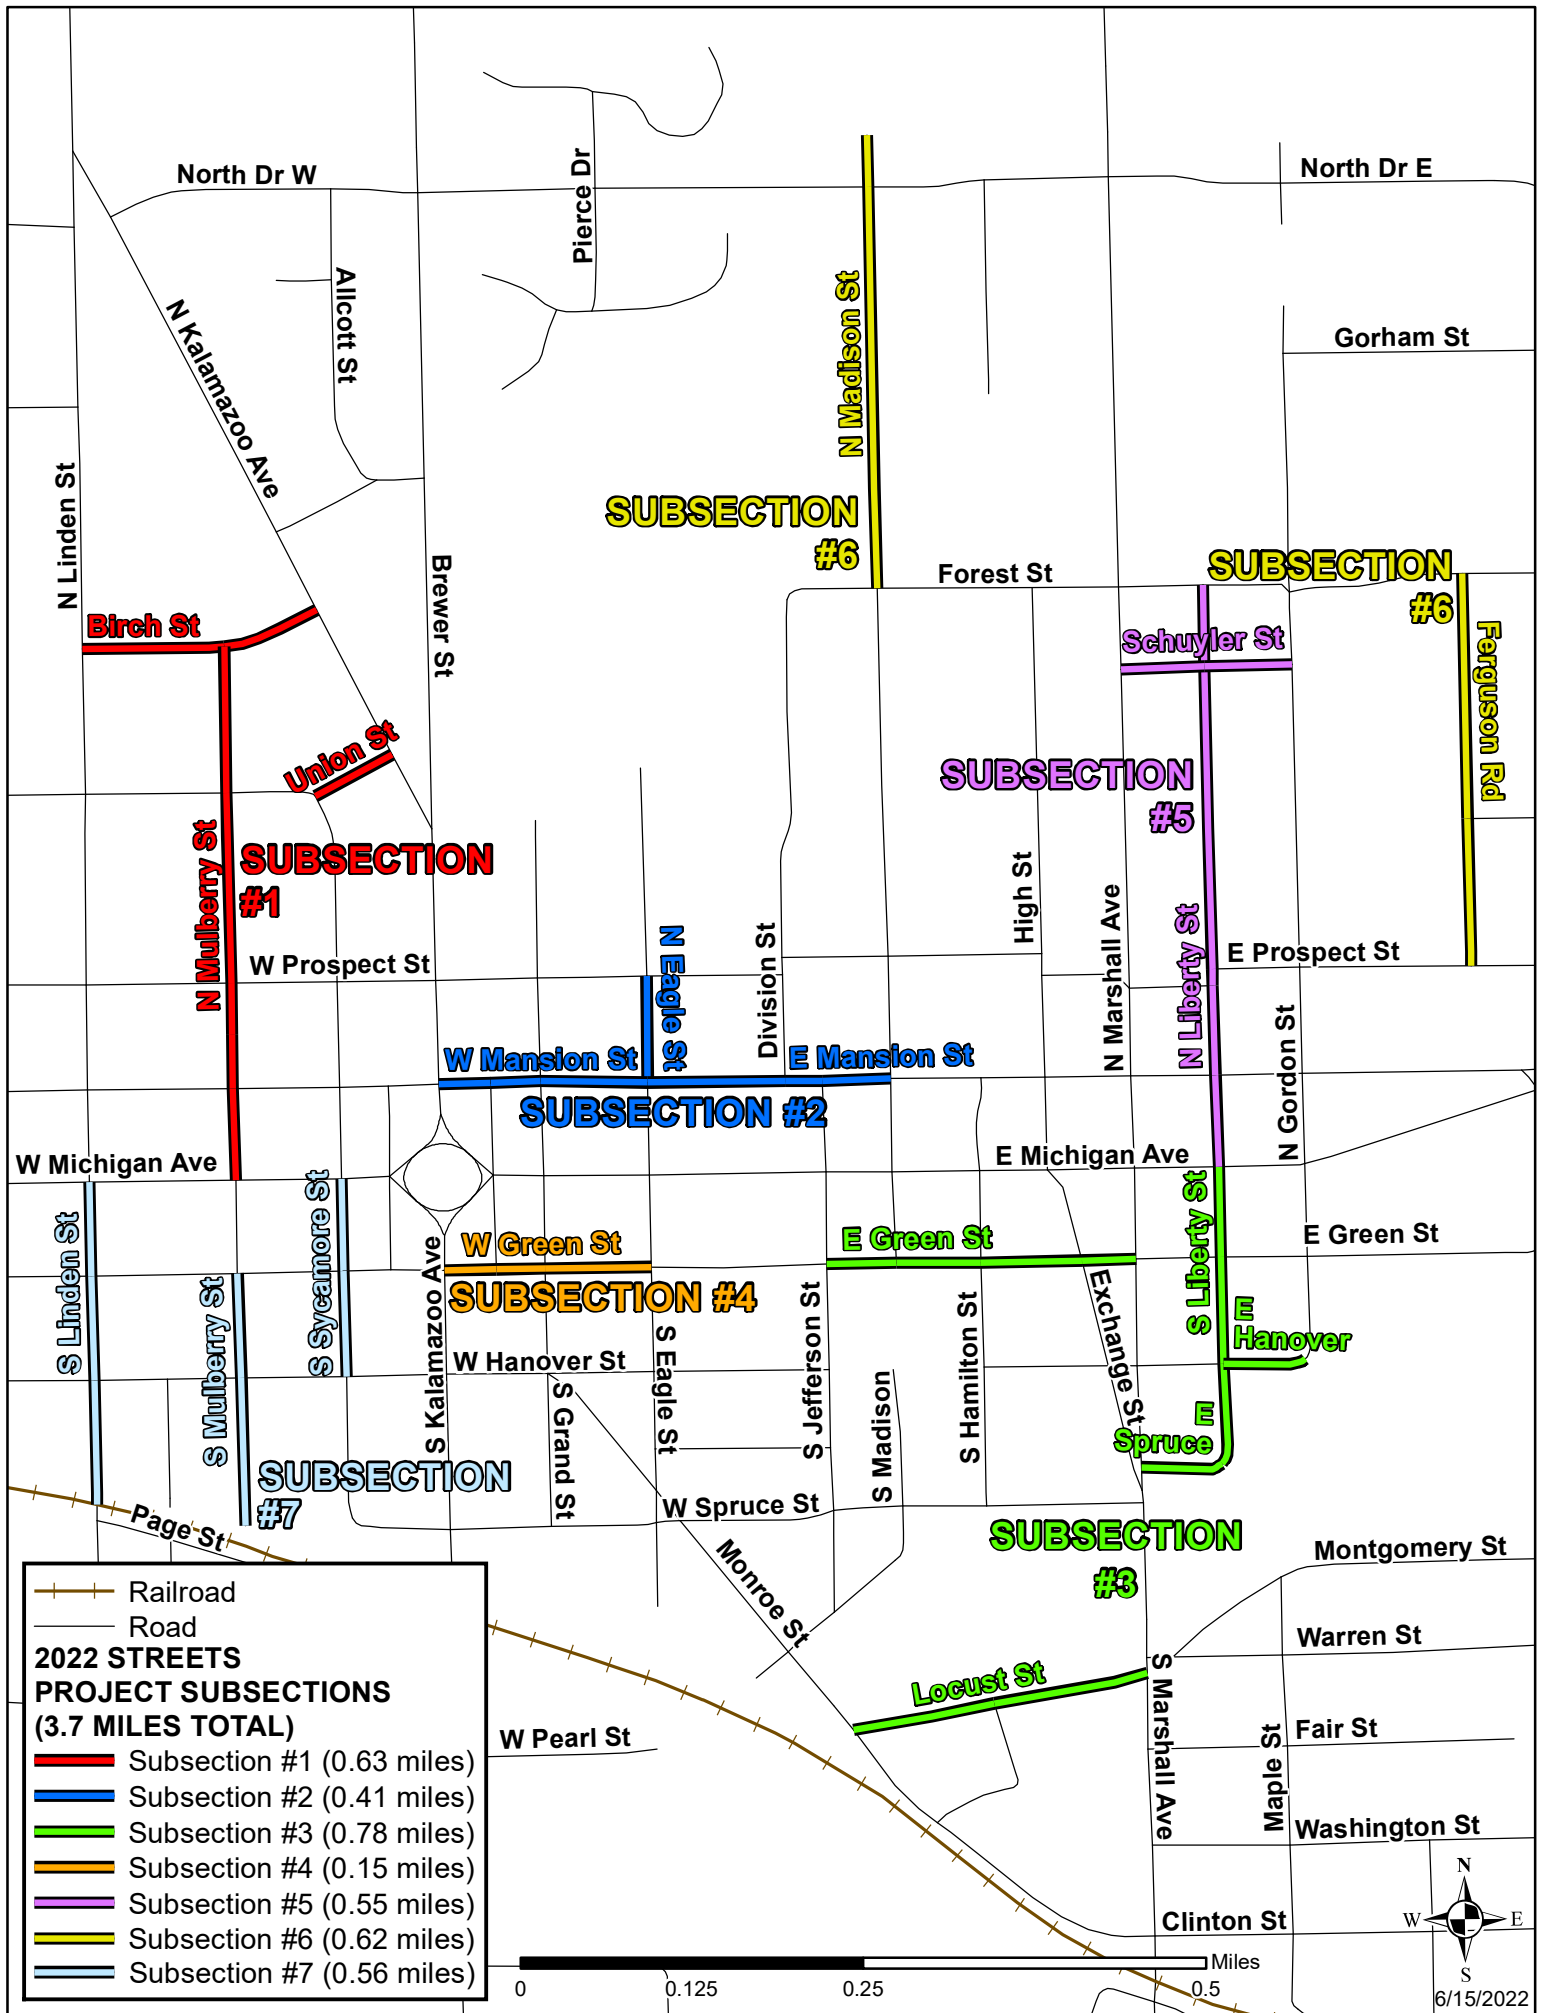 North Dr W
Pierce Dr
North Dr E
Allcott St
N Kalamazoo Ave
N Madison St
Gorham St
N Linden St
SUBSECTION
#6
Brewer St
Forest St
SUBSECTION
#6
Birch St
Schuyler St
Ferguson Rd
Union St
SUBSECTION
#5
N Mulberry St
SUBSECTION
#1
High St
N Marshall Ave
N Liberty St
W Prospect St
N Eagle St
Division St
E Prospect St
W Mansion St
E Mansion St
N Gordon St
SUBSECTION #2
W Michigan Ave
E Michigan Ave
S Linden St
S Mulberry St
S Sycamore St
S Kalamazoo Ave
W Green St
SUBSECTION #4
E Green St
S Liberty St
E Green St
S Jefferson St
S Hamilton St
Exchange St
E
Hanover
W Hanover St
S Grand St
S Eagle St
S Madison
E
Spruce
SUBSECTION
#7
Page St
W Spruce St
SUBSECTION
#3
Monroe St
Montgomery St
Warren St
Locust St
S Marshall Ave
W Pearl St
Fair St
Maple St
Washington St
Clinton St
Railroad
Road
2022 STREETS
PROJECT SUBSECTIONS
(3.7 MILES TOTAL)
Subsection #1 (0.63 miles)
Subsection #2 (0.41 miles)
Subsection #3 (0.78 miles)
Subsection #4 (0.15 miles)
Subsection #5 (0.55 miles)
Subsection #6 (0.62 miles)
Subsection #7 (0.56 miles)
Miles
0 0.125 0.25 0.5
N
W E
S
6/15/2022